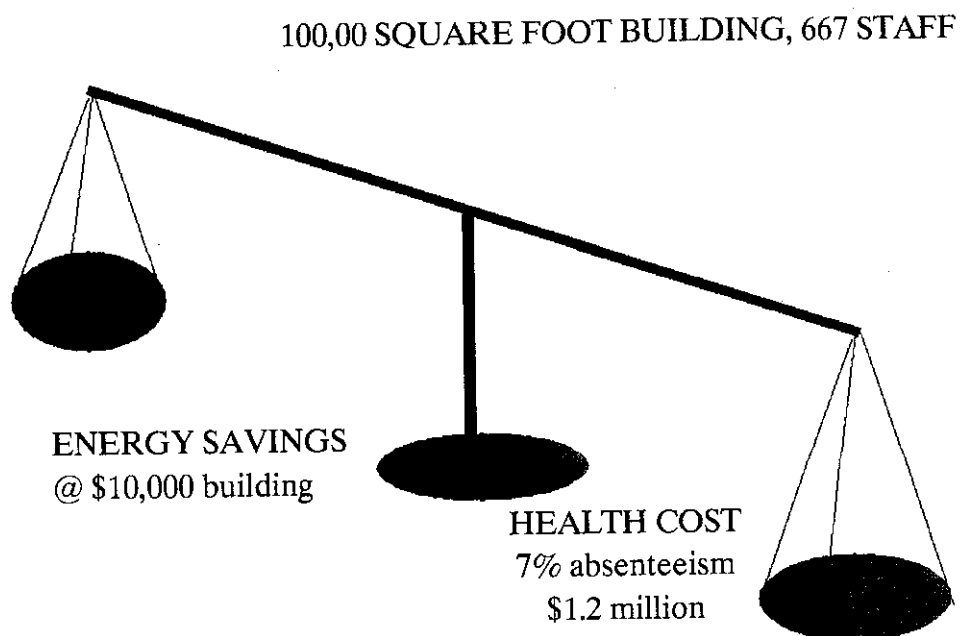 100,00 SQUARE FOOT BUILDING, 667 STAFF
ENERGY SAVINGS
@ $10,000 building
HEALTH COST
7% absenteeism
$1.2 million